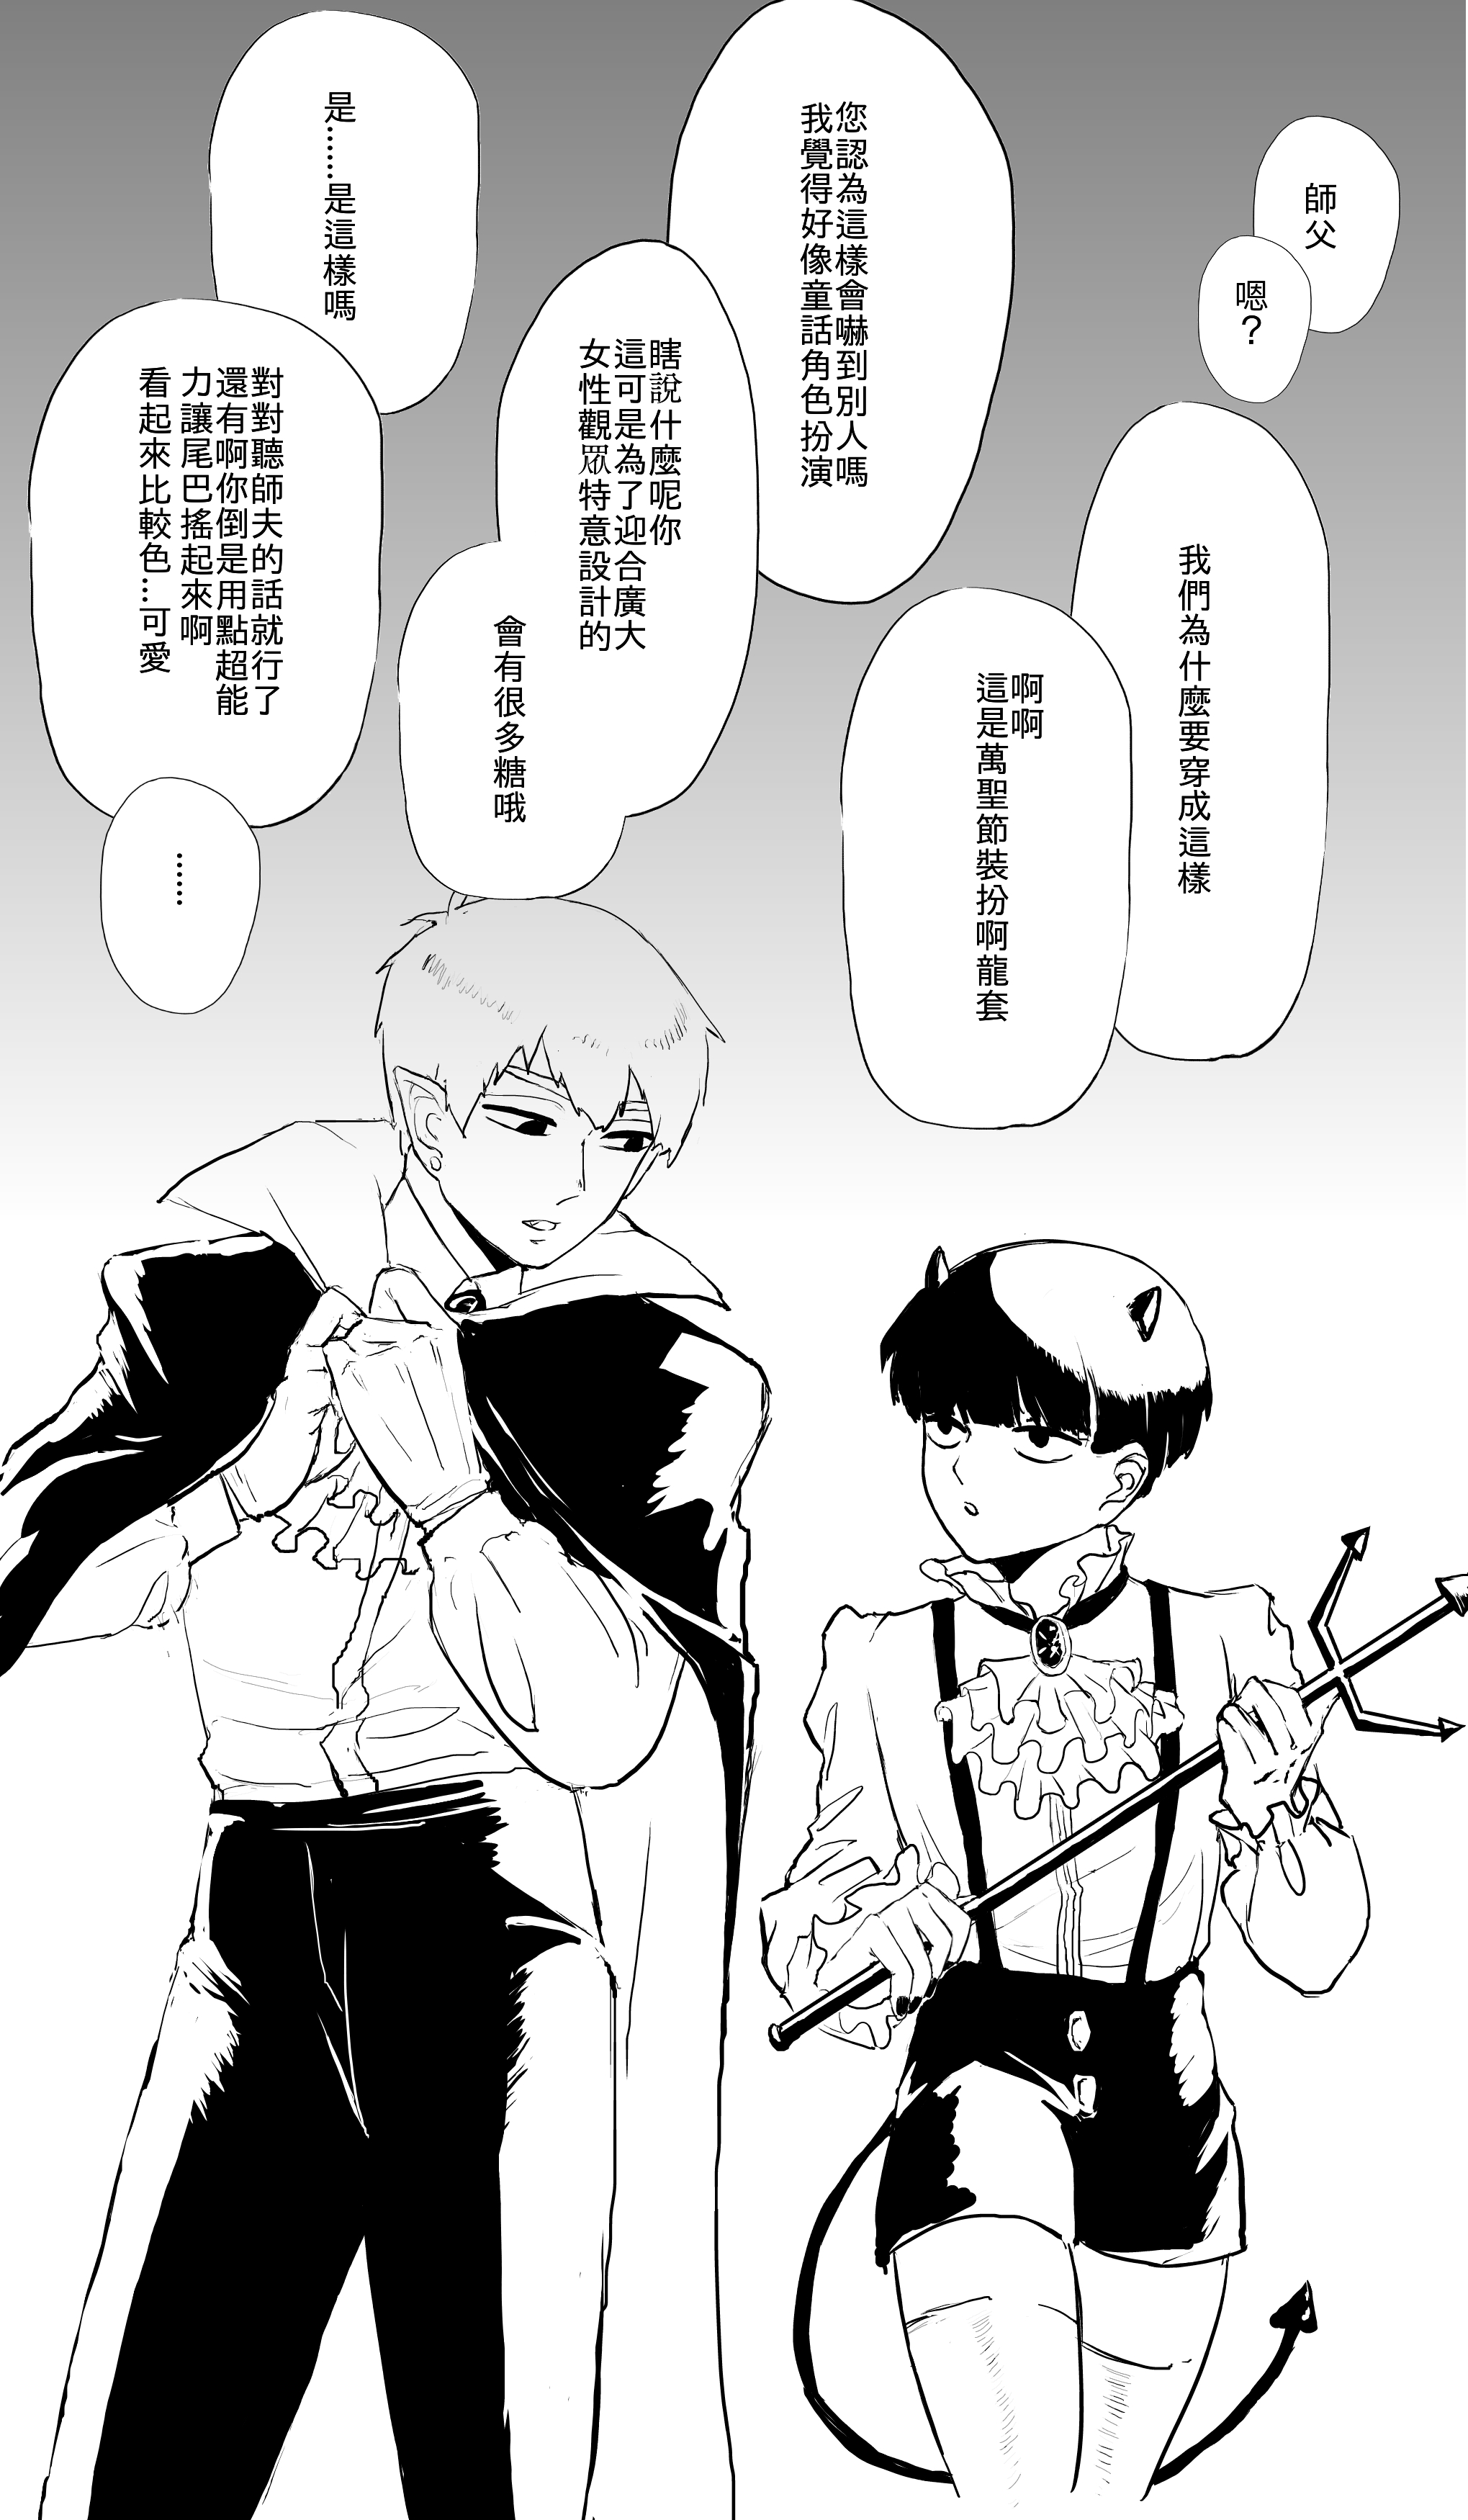 師父
嗯？
我們為什麼要穿成這樣
啊啊
這是萬聖節裝扮啊龍套
您認為這樣會嚇到別人嗎
我覺得好像童話角色扮演
瞎說什麼呢你
這可是為了迎合廣大
女性觀眾特意設計的
會有很多糖哦
是……是這樣嗎
對對聽師夫的話就行了
還有啊你倒是用點超能
力讓尾巴搖起來啊
看起來比較色…可愛
……